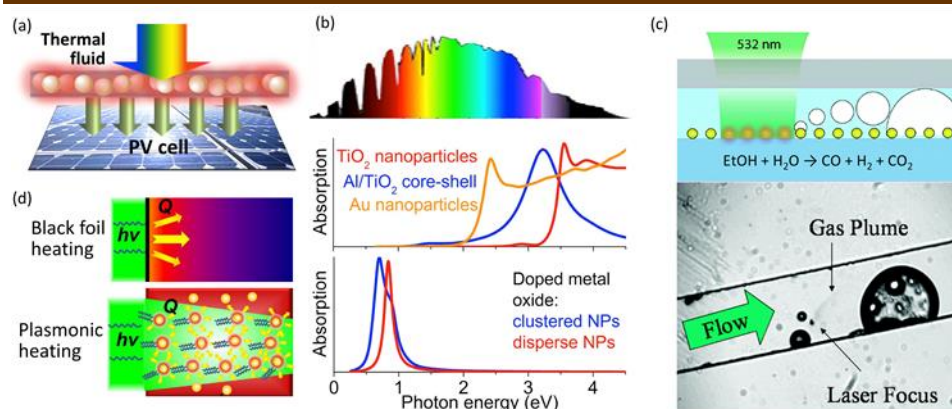 (a)
Thermal
fluid
PV cell
(b)
TiO₂ nanoparticles
Al/TiO₂ core-shell
Au nanoparticles
Absorption
Absorption
Doped metal
oxide:
clustered NPs
disperse NPs
0 1 2 3 4
Photon energy (eV)
(c)
532 nm
EtOH + H₂O → CO + H₂ + CO₂
Gas Plume
Flow
Laser Focus
(d)
Black foil
heating
hv
Q
Plasmonic
heating
hv
Q